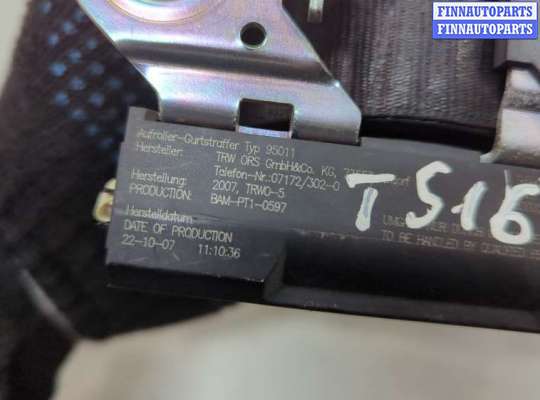 FINNAUTOPARTS
FINNAUTOPARTS
Aufroller-Gurtstraffer Typ 95011
Hersteller: TRW ORS GmbH&Co. KG,
Telefon-Nr.:07172/302-0
Herstellung: 2007, TRWO-5
PRODUCTION: BAM-PT1-0597
T 516
TO BE HANDLED BY
Herstelldatum
DATE OF PRODUCTION
22-10-07 11:10:36